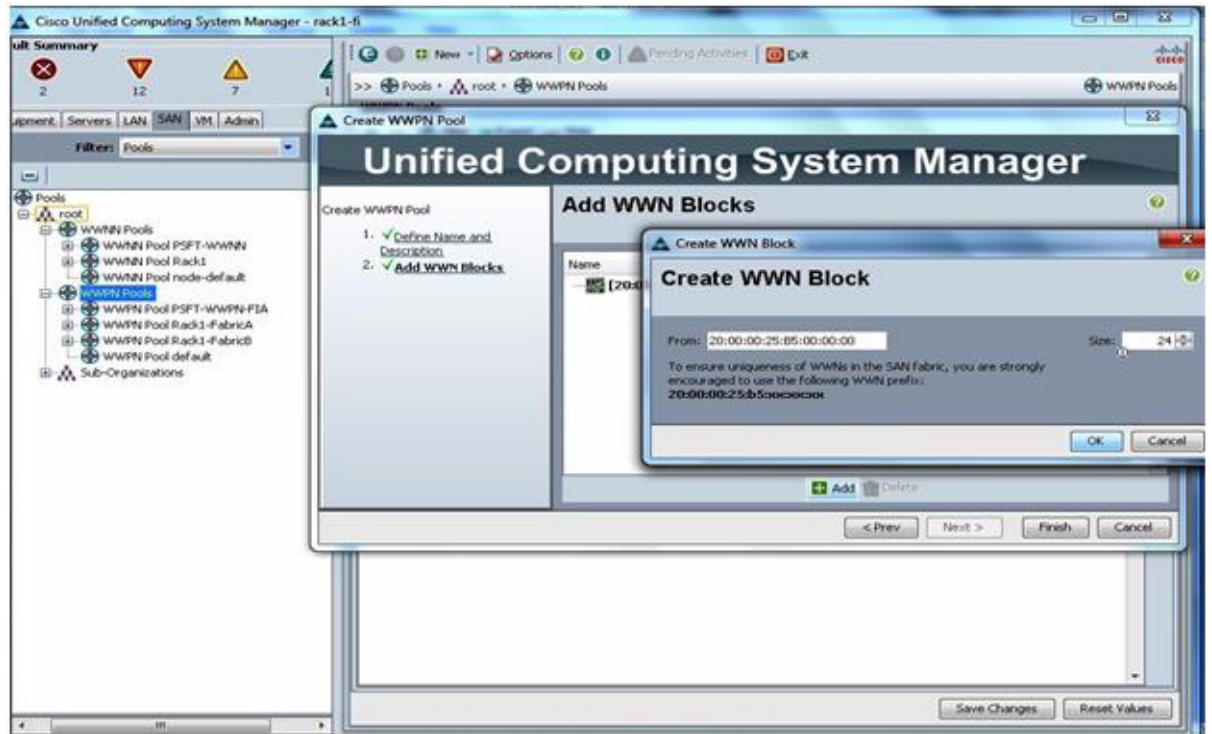 Cisco Unified Computing System Manager - rack1-fi
ult Summary
2 12 7 1
New Options Pending Activities Exit
CISCO
>> Pools root WWPN Pools WWPN Pools
upment Servers LAN SAN VM Admin
Filter: Pools
Pools
root
WWNN Pools
WWNN Pool PSFT-WWNN
WWNN Pool Rack1
WWNN Pool node-default
WWPN Pools
WWPN Pool PSFT-WWPN-FIA
WWPN Pool Rack1-FabricA
WWPN Pool Rack1-FabricB
WWPN Pool default
Sub-Organizations
WWPN Pools
Create WWPN Pool
Unified Computing System Manager
Create WWPN Pool
1. Define Name and
Description
2. Add WWN Blocks
Add WWN Blocks
Name
[20:0
Create WWN Block
Create WWN Block
From: 20:00:00:25:B5:00:00:00 Size: 24
To ensure uniqueness of WWNs in the SAN fabric, you are strongly
encouraged to use the following WWN prefix:
20:00:00:25:b5:xx:xx:xx
OK Cancel
Add Delete
< Prev Next > Finish Cancel
Save Changes Reset Values